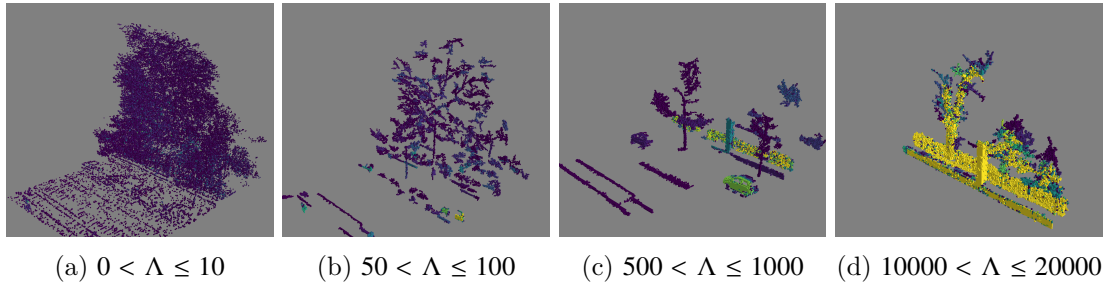 (a) 0 < Λ ≤ 10
(b) 50 < Λ ≤ 100
(c) 500 < Λ ≤ 1000
(d) 10000 < Λ ≤ 20000